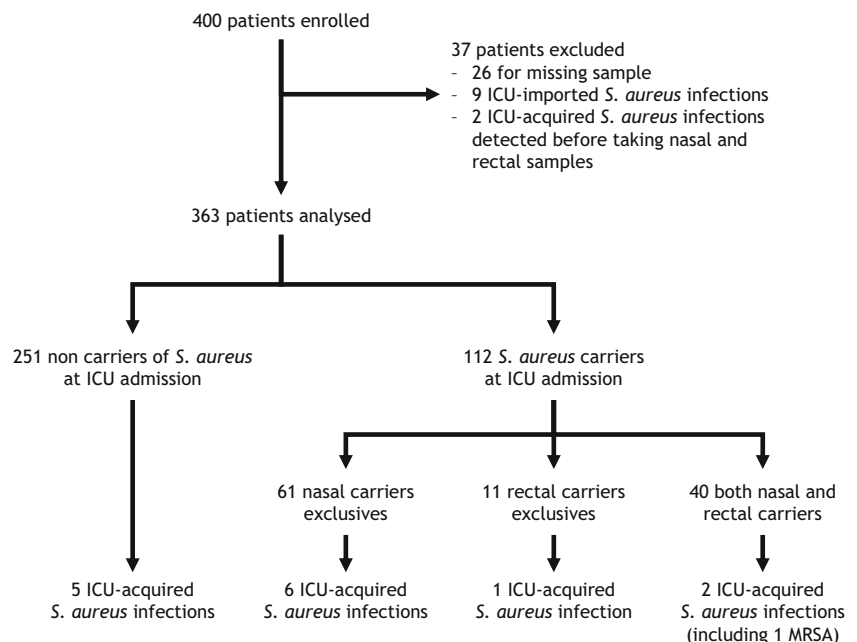 400 patients enrolled
37 patients excluded
- 26 for missing sample
- 9 ICU-imported S. aureus infections
- 2 ICU-acquired S. aureus infections
detected before taking nasal and
rectal samples
363 patients analysed
251 non carriers of S. aureus
at ICU admission
112 S. aureus carriers
at ICU admission
61 nasal carriers
exclusives
11 rectal carriers
exclusives
40 both nasal and
rectal carriers
5 ICU-acquired
S. aureus infections
6 ICU-acquired
S. aureus infections
1 ICU-acquired
S. aureus infection
2 ICU-acquired
S. aureus infections
(including 1 MRSA)